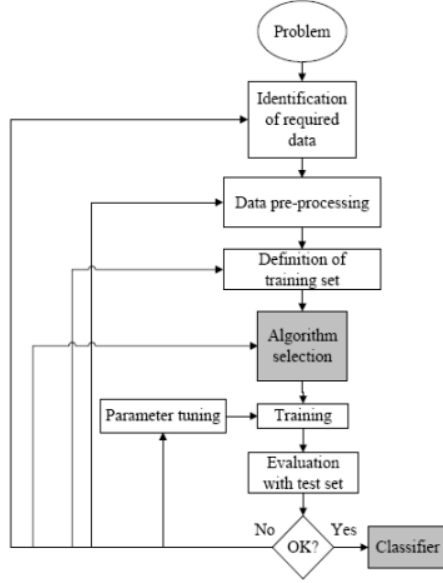 Problem
Identification
of required
data
Data pre-processing
Definition of
training set
Algorithm
selection
Parameter tuning
Training
Evaluation
with test set
No
OK?
Yes
Classifier